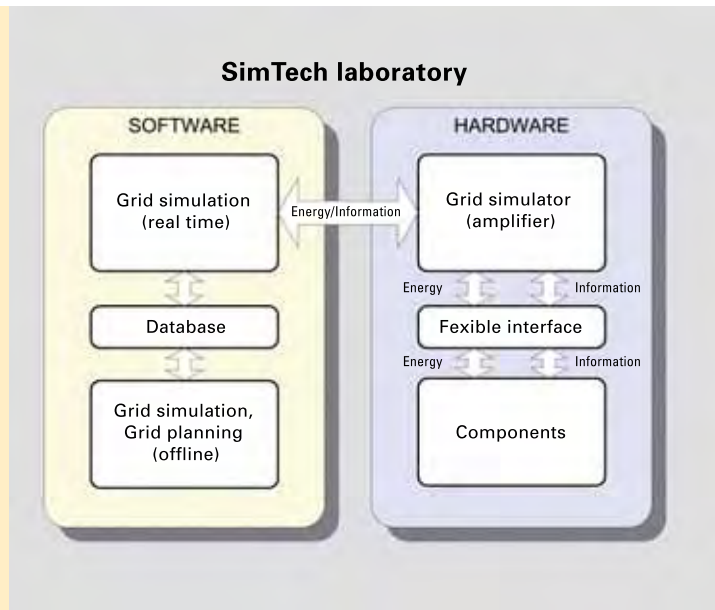 SimTech laboratory
SOFTWARE
Grid simulation
(real time)
Database
Grid simulation,
Grid planning
(offline)
Energy/Information
HARDWARE
Grid simulator
(amplifier)
Energy
Information
Fexible interface
Energy
Information
Components